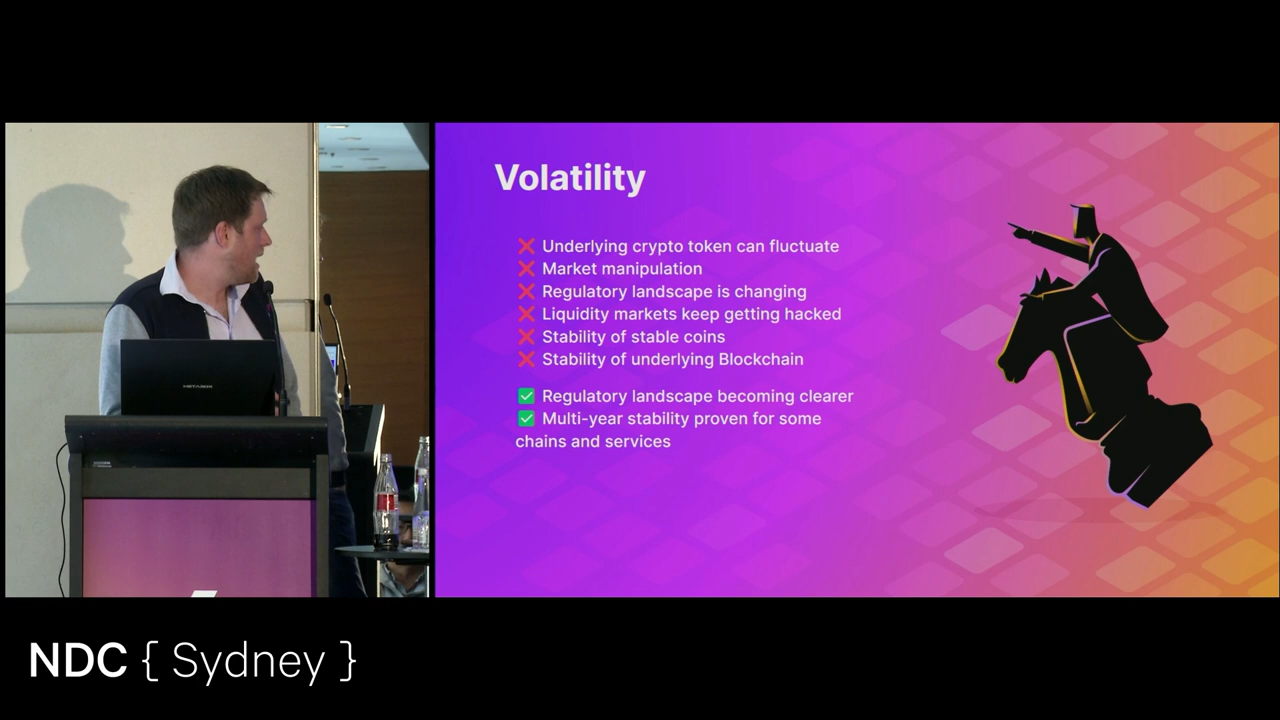 Volatility
❌ Underlying crypto token can fluctuate
❌ Market manipulation
❌ Regulatory landscape is changing
❌ Liquidity markets keep getting hacked
❌ Stability of stable coins
❌ Stability of underlying Blockchain
✅ Regulatory landscape becoming clearer
✅ Multi-year stability proven for some
chains and services
METABOX
NDC { Sydney }